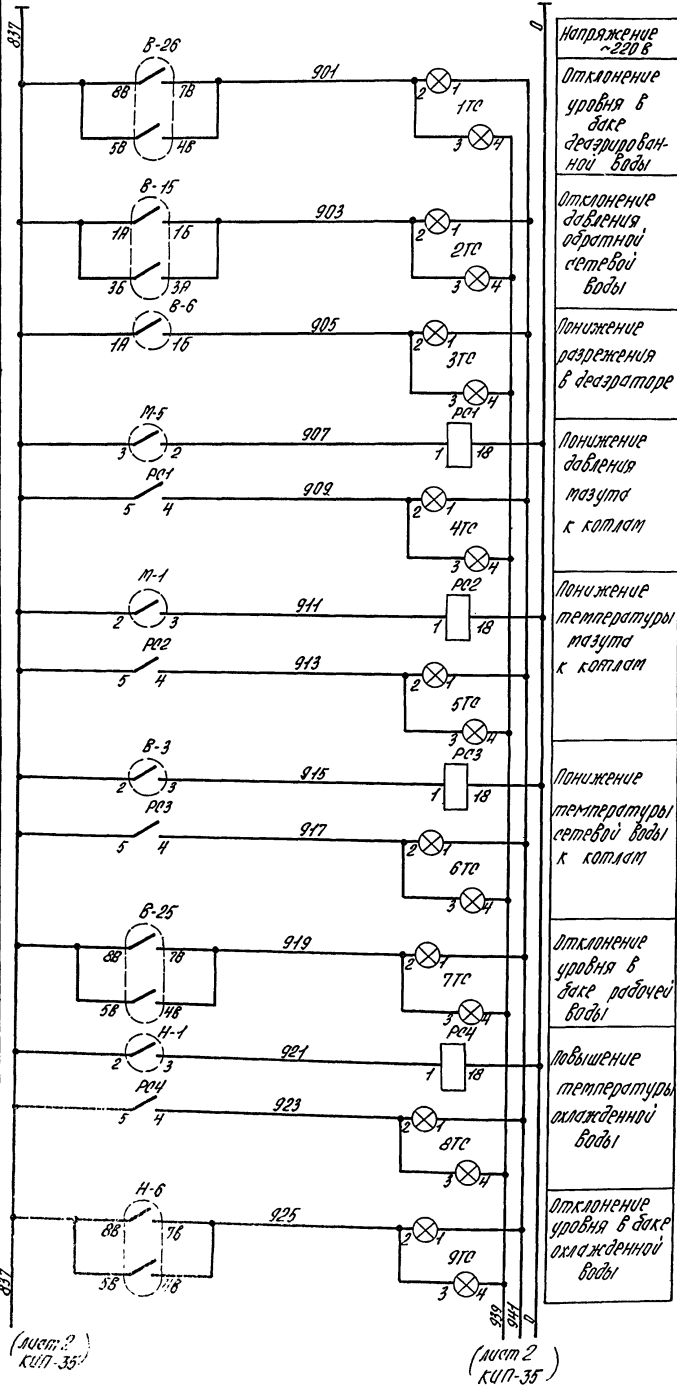 837
0
Напряжение
~220 В
В-26
8В 7В
901
2 1
1ТС
5В 4В
3 4
Отклонение
уровня в
баке
деаэрирован-
ной воды
В-15
1А 1Б
903
2 1
2ТС
3Б 3А
3 4
Отклонение
давления
обратной
сетевой
воды
В-6
1А 1Б
905
2 1
3ТС
3 4
Понижение
разрежения
в деаэраторе
М-5
3 2
907
РС1
1 18
РС1
5 4
909
2 1
4ТС
3 4
Понижение
давления
мазута
к котлам
М-1
2 3
911
РС2
1 18
РС2
5 4
913
2 1
5ТС
3 4
Понижение
температуры
мазута
к котлам
В-3
2 3
915
РС3
1 18
РС3
5 4
917
2 1
6ТС
3 4
Понижение
температуры
сетевой воды
к котлам
В-25
8В 7В
919
2 1
7ТС
5В 4В
3 4
Отклонение
уровня в
баке рабочей
воды
Н-1
2 3
921
РС4
1 18
РС4
5 4
923
2 1
8ТС
3 4
Повышение
температуры
охлажденной
воды
Н-6
8В 7В
925
2 1
9ТС
5В 4В
3 4
Отклонение
уровня в баке
охлажденной
воды
837
939
941
0
(лист 2
КИП-35)
(лист 2
КИП-35)